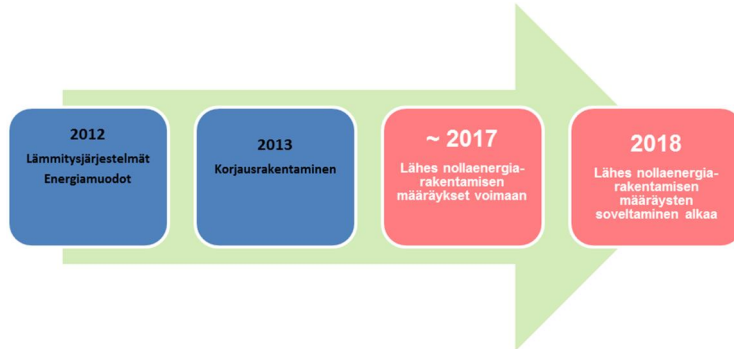 2012
Lämmitysjärjestelmät
Energiamuodot
2013
Korjausrakentaminen
~ 2017
Lähes nollaenergia-
rakentamisen
määräykset voimaan
2018
Lähes nollaenergia-
rakentamisen
määräysten
soveltaminen alkaa